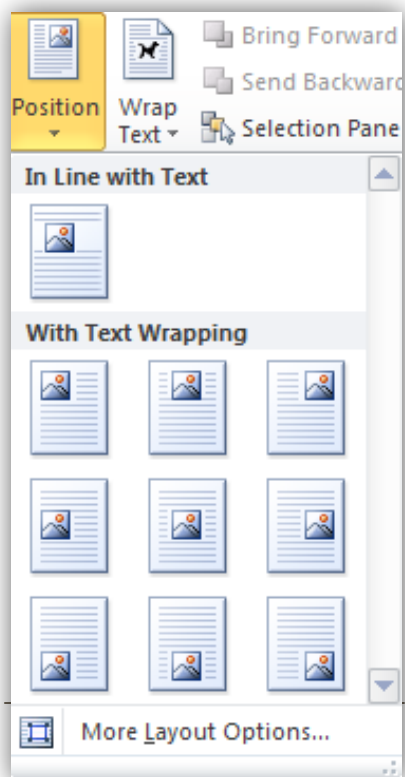 Position
Wrap
Text
Bring Forward
Send Backward
Selection Pane
In Line with Text
With Text Wrapping
More Layout Options...